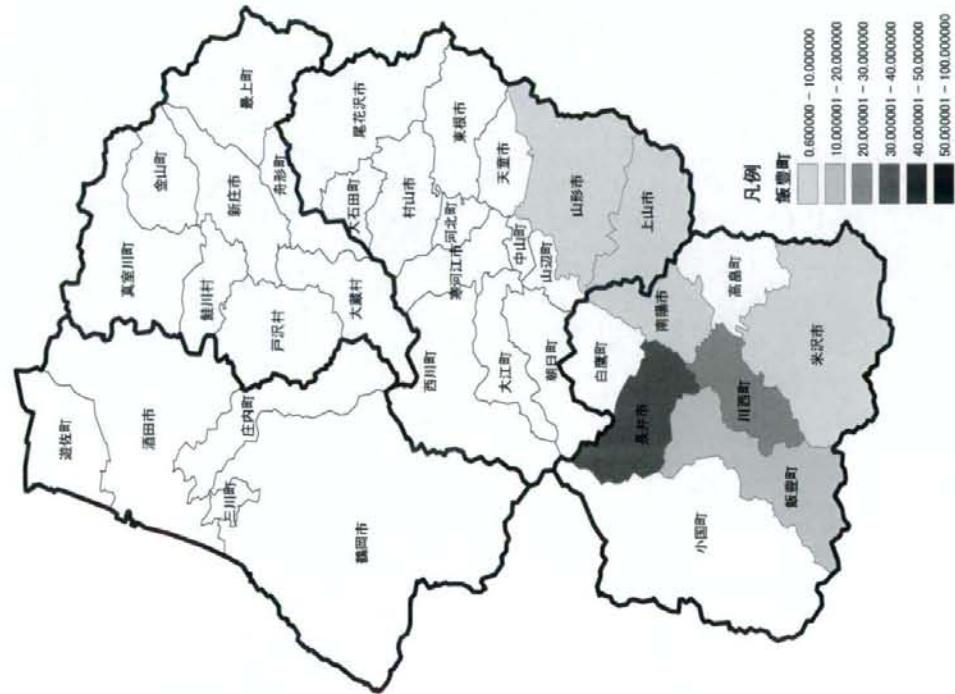 遊佐町
酒田市
庄内町
三川町
鶴岡市
真室川町
金山町
最上町
鮭川村
新庄市
舟形町
戸沢村
大蔵村
尾花沢市
大石田町
村山市
東根市
河北町
西川町
寒河江市
天童市
大江町
中山町
山辺町
朝日町
山形市
上山市
白鷹町
南陽市
高畠町
長井市
川西町
米沢市
小国町
飯豊町
凡例
飯豊町
0.600000 - 10.000000
10.000001 - 20.000000
20.000001 - 30.000000
30.000001 - 40.000000
40.000001 - 50.000000
50.000001 - 100.000000